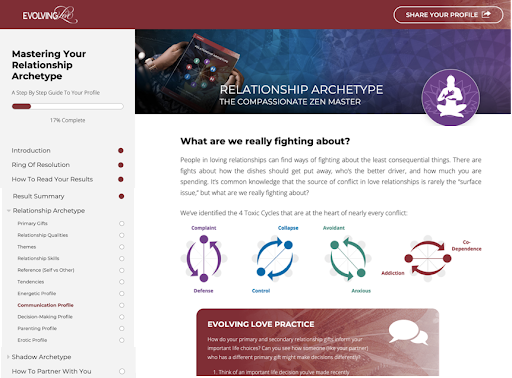 EVOLVING Love
SHARE YOUR PROFILE
Mastering Your
Relationship
Archetype
A Step By Step Guide To Your Profile
17% Complete
Introduction
Ring Of Resolution
How To Read Your Results
Result Summary
Relationship Archetype
Primary Gifts
Relationship Qualities
Themes
Relationship Skills
Reference (Self vs Other)
Tendencies
Energetic Profile
Communication Profile
Decision-Making Profile
Parenting Profile
Erotic Profile
Shadow Archetype
How To Partner With You
RELATIONSHIP ARCHETYPE
THE COMPASSIONATE ZEN MASTER
What are we really fighting about?
People in loving relationships can find ways of fighting about the least consequential things. There are
fights about how the dishes should get put away, who's the better driver, and how much you are
spending. It's common knowledge that the source of conflict in love relationships is rarely the "surface
issue," but what are we really fighting about?
We've identified the 4 Toxic Cycles that are at the heart of nearly every conflict:
Complaint
Defense
Collapse
Control
Avoidant
Anxious
Co-
Dependence
Addiction
EVOLVING LOVE PRACTICE
How do your primary and secondary relationship gifts inform your
important life choices? Can you see how someone (like your partner)
who has a different primary gift might make decisions differently?
1. Think of an important life decision you've made recently